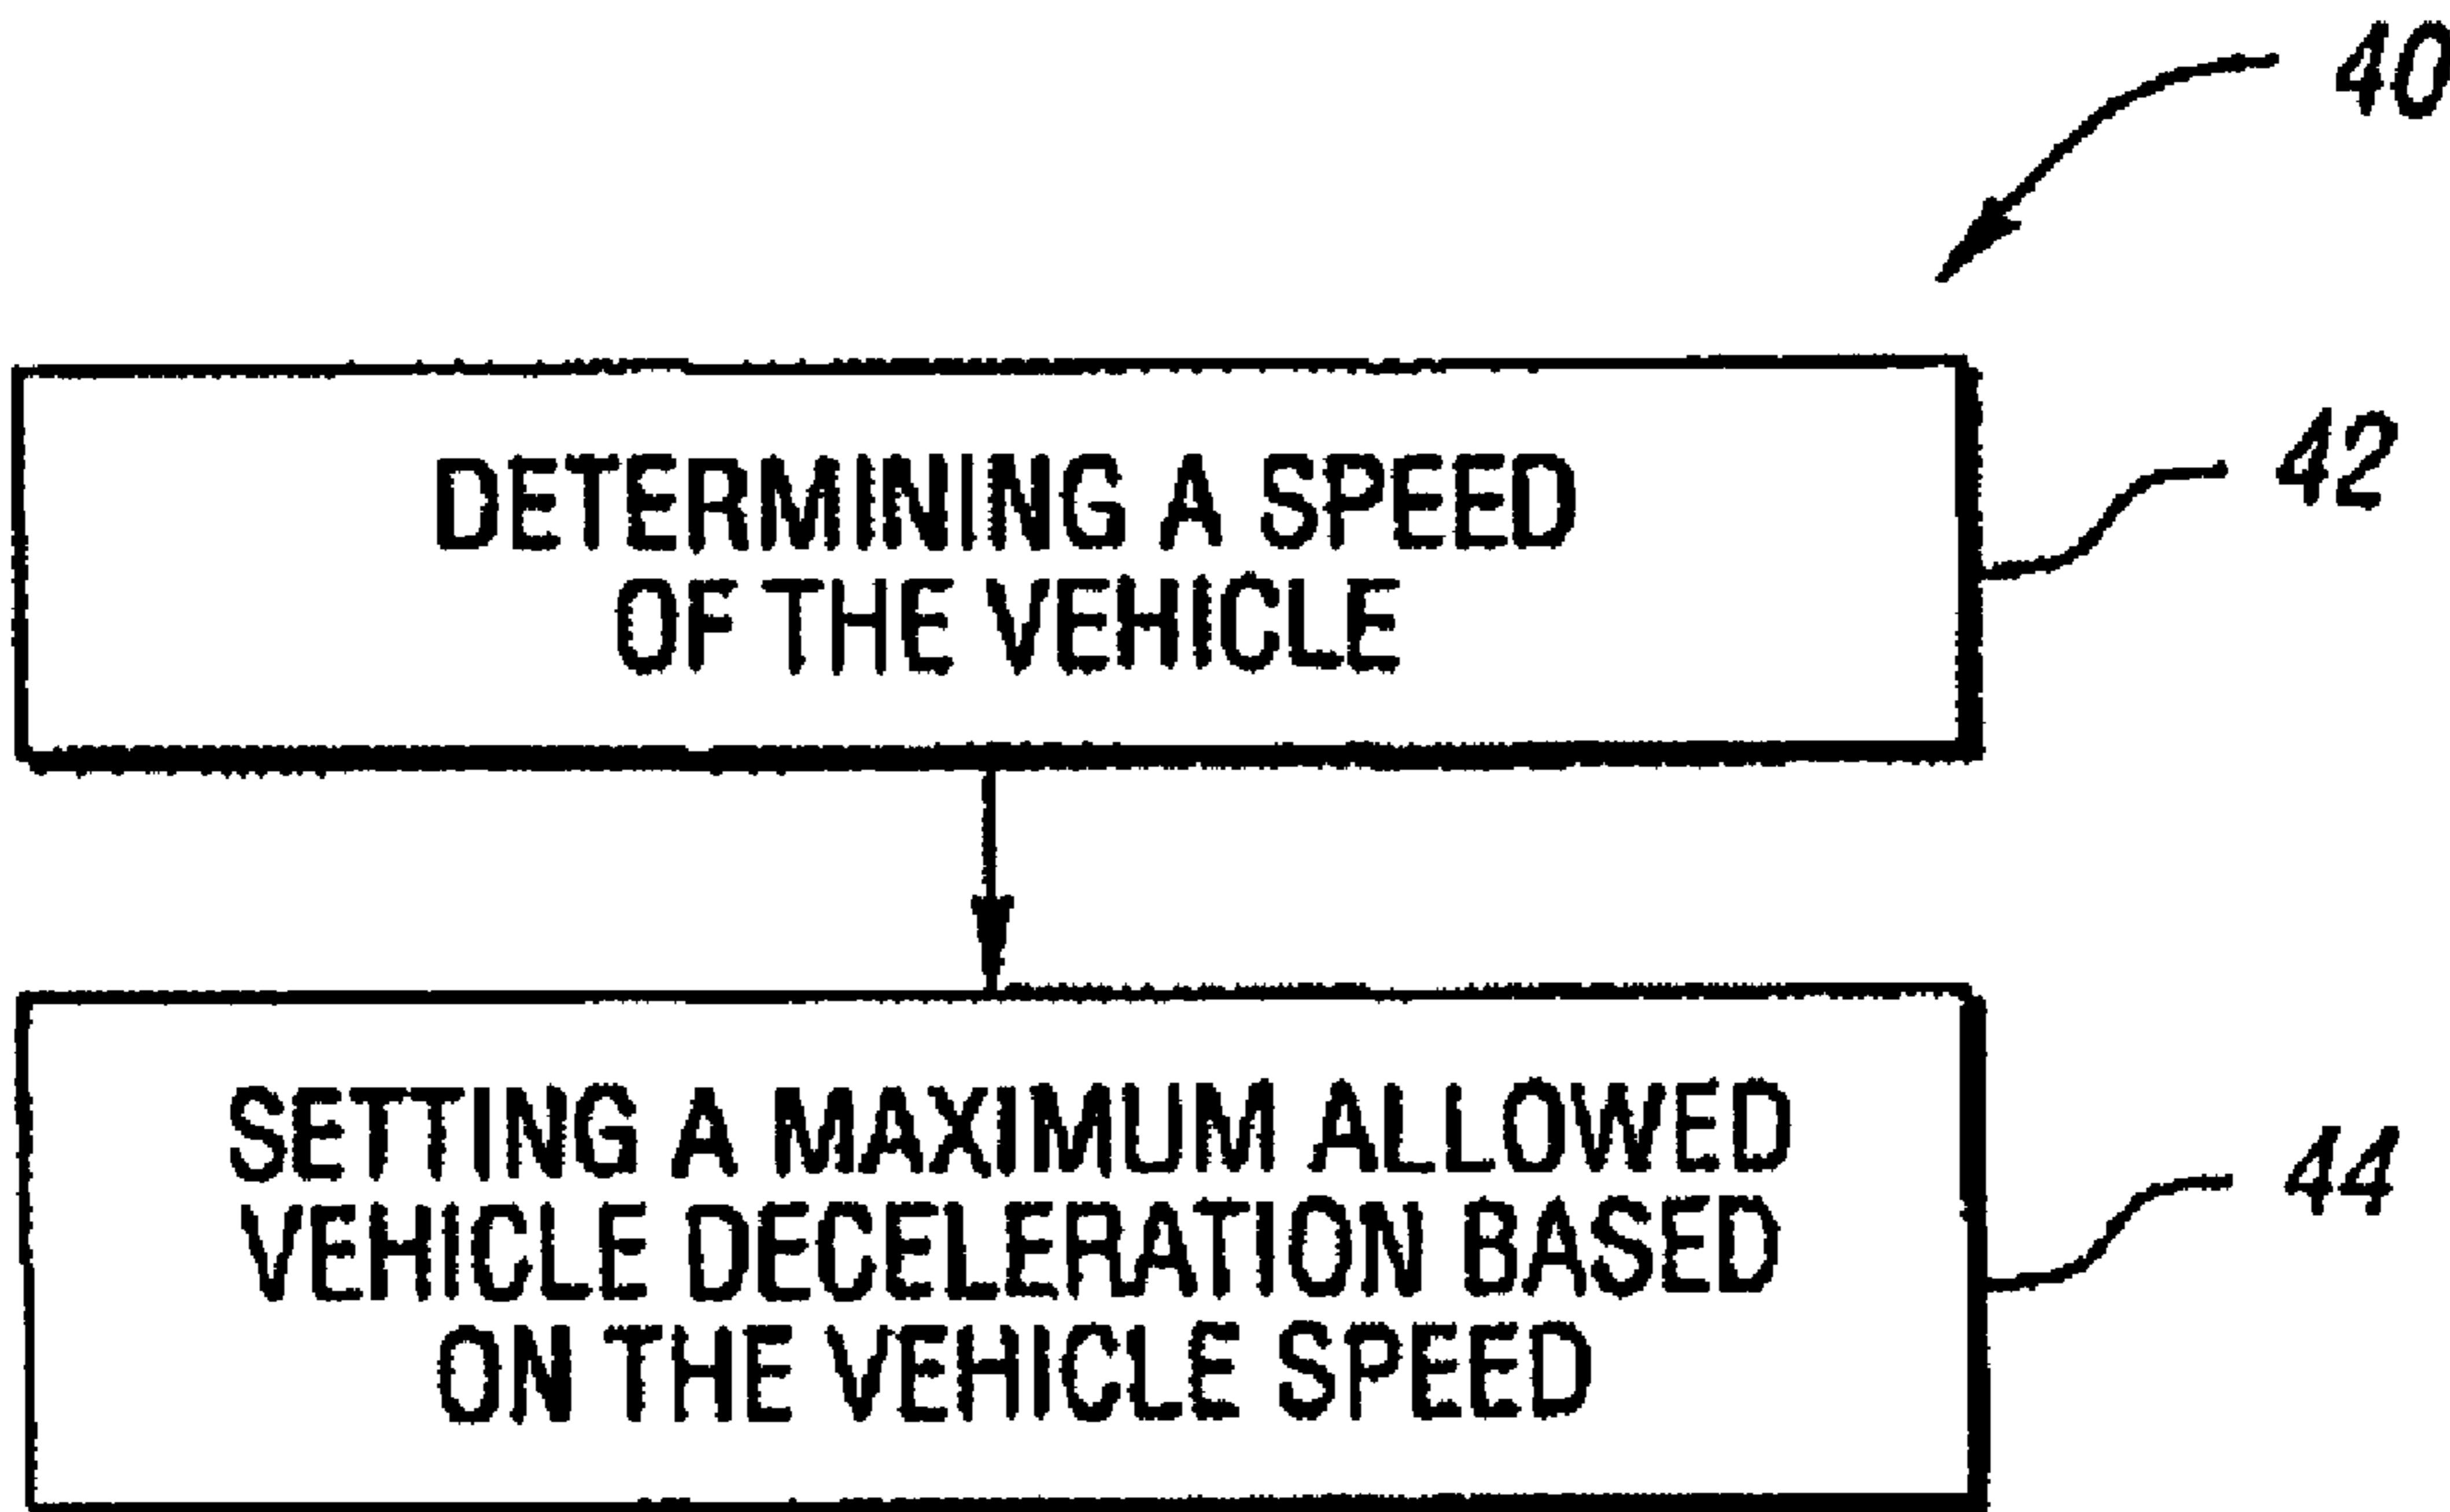 40
DETERMINING A SPEED
OF THE VEHICLE
42
SETTING A MAXIMUM ALLOWED
VEHICLE DECELERATION BASED
ON THE VEHICLE SPEED
44